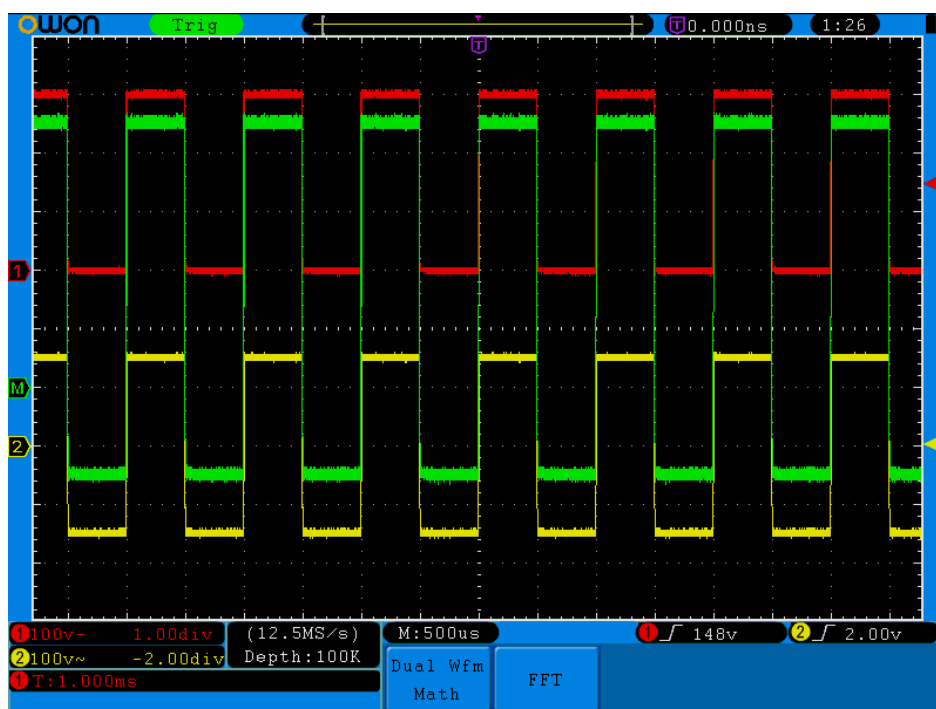 owon Trig T T 0.000ns 1:26
T
1
M
2
1 100v- 1.00div (12.5MS/s) M:500us 1 148v 2 2.00v
2 100v~ -2.00div Depth:100K
1 T:1.000ms
Dual Wfm
Math
FFT